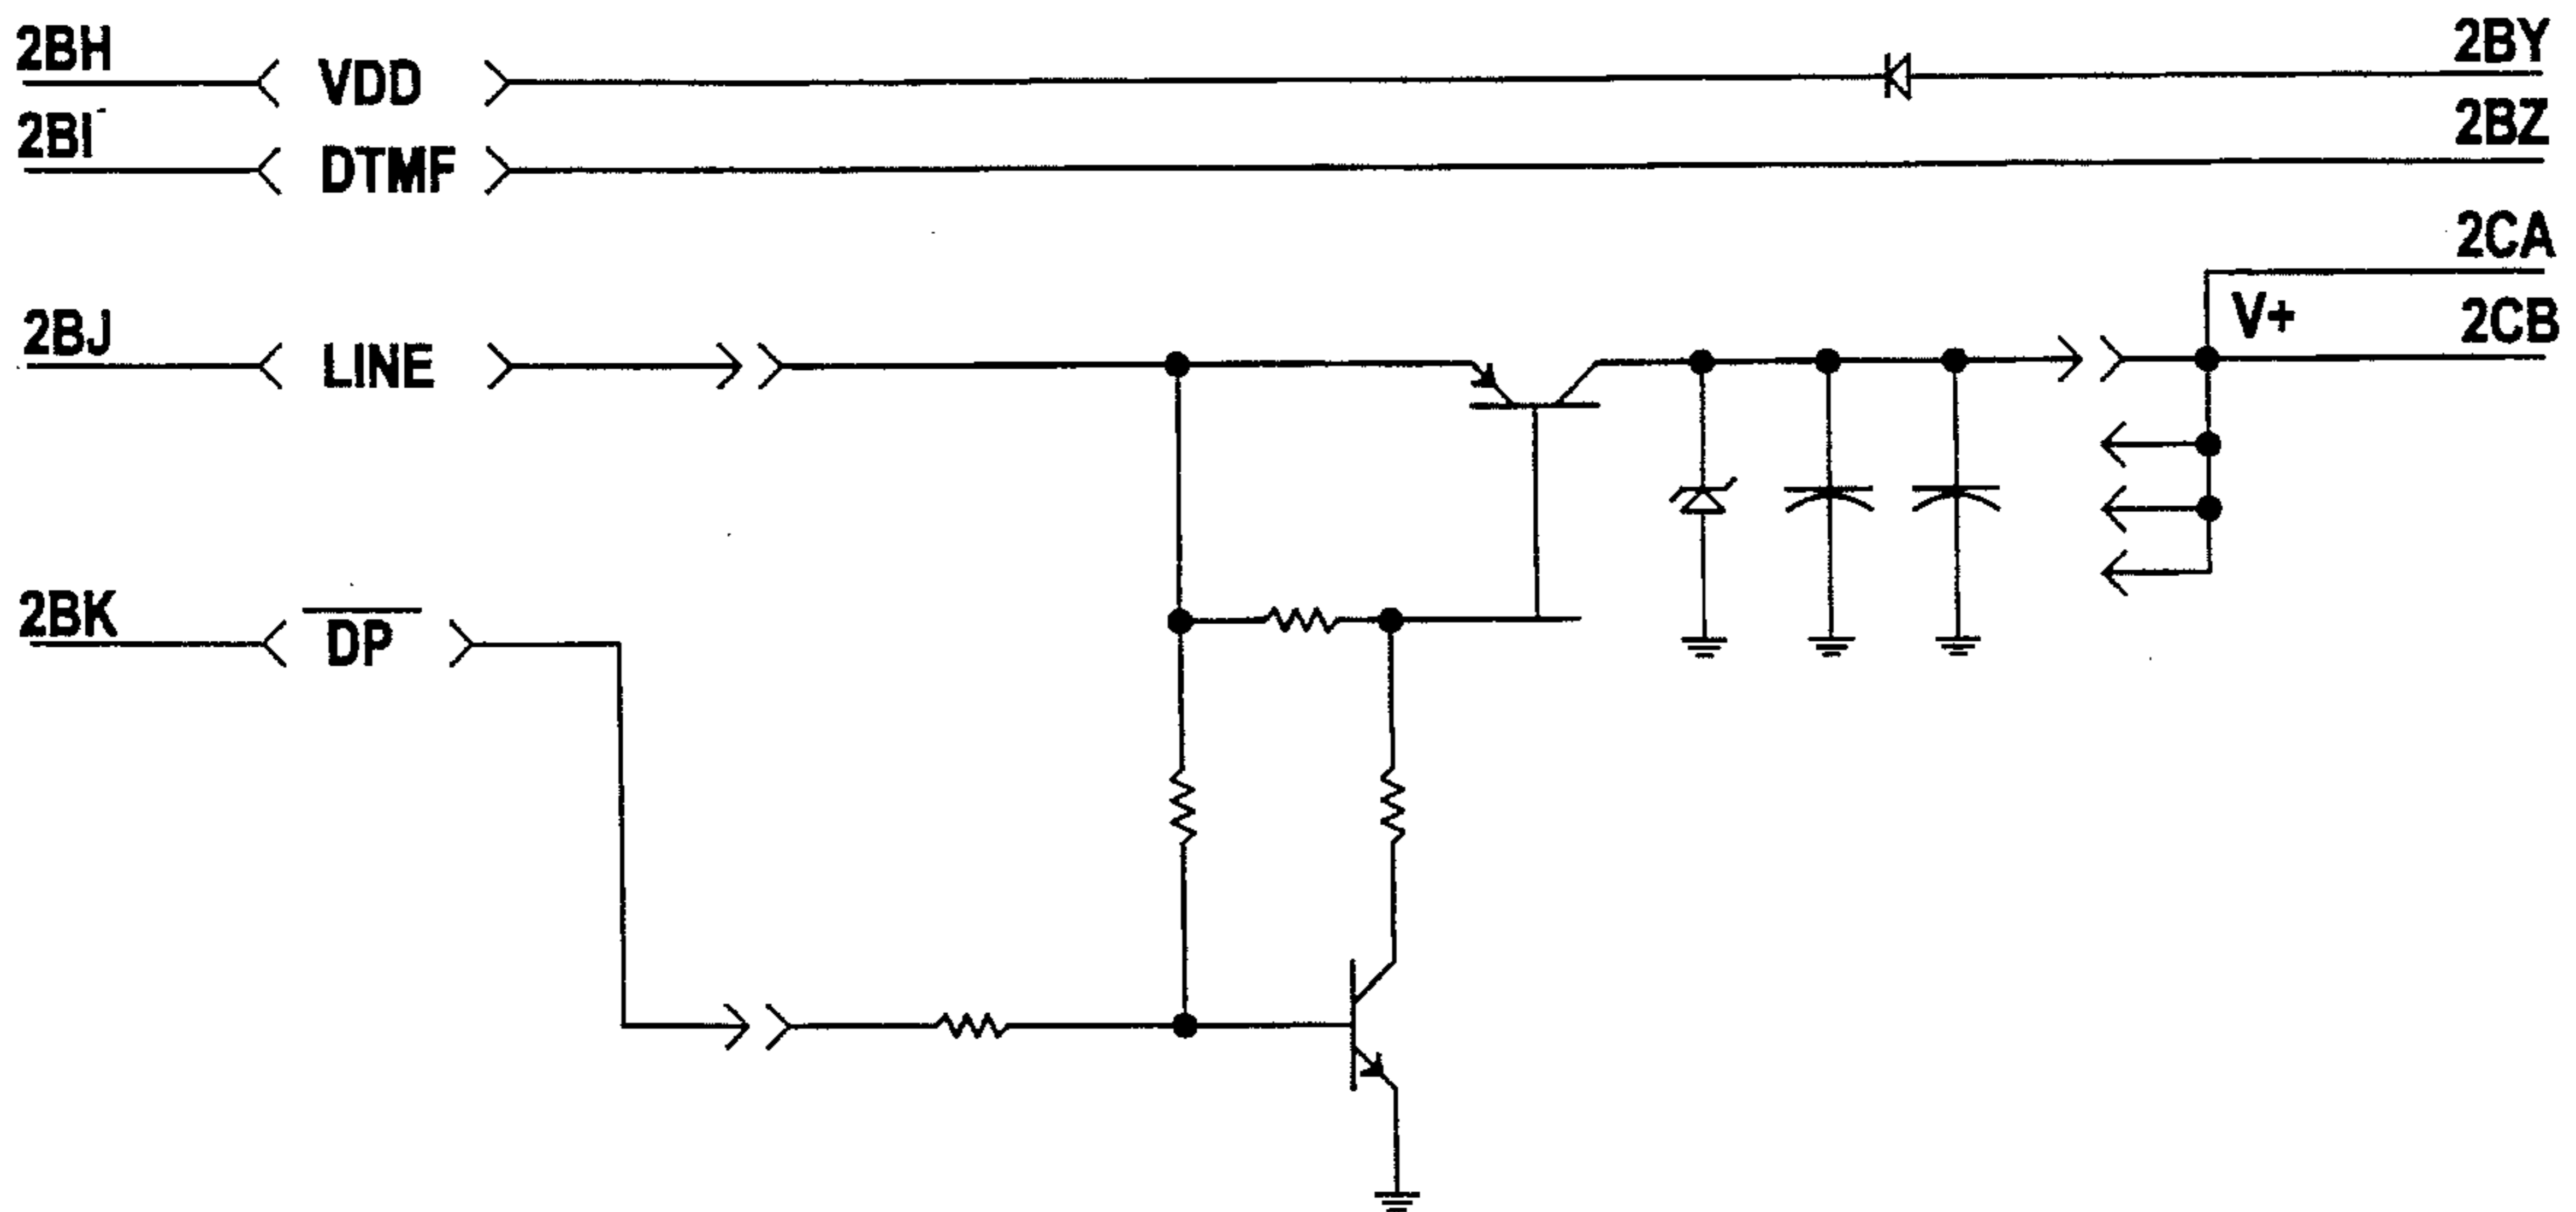 2BH VDD 2BY
2BI DTMF 2BZ
2CA
2BJ LINE V+ 2CB
2BK DP